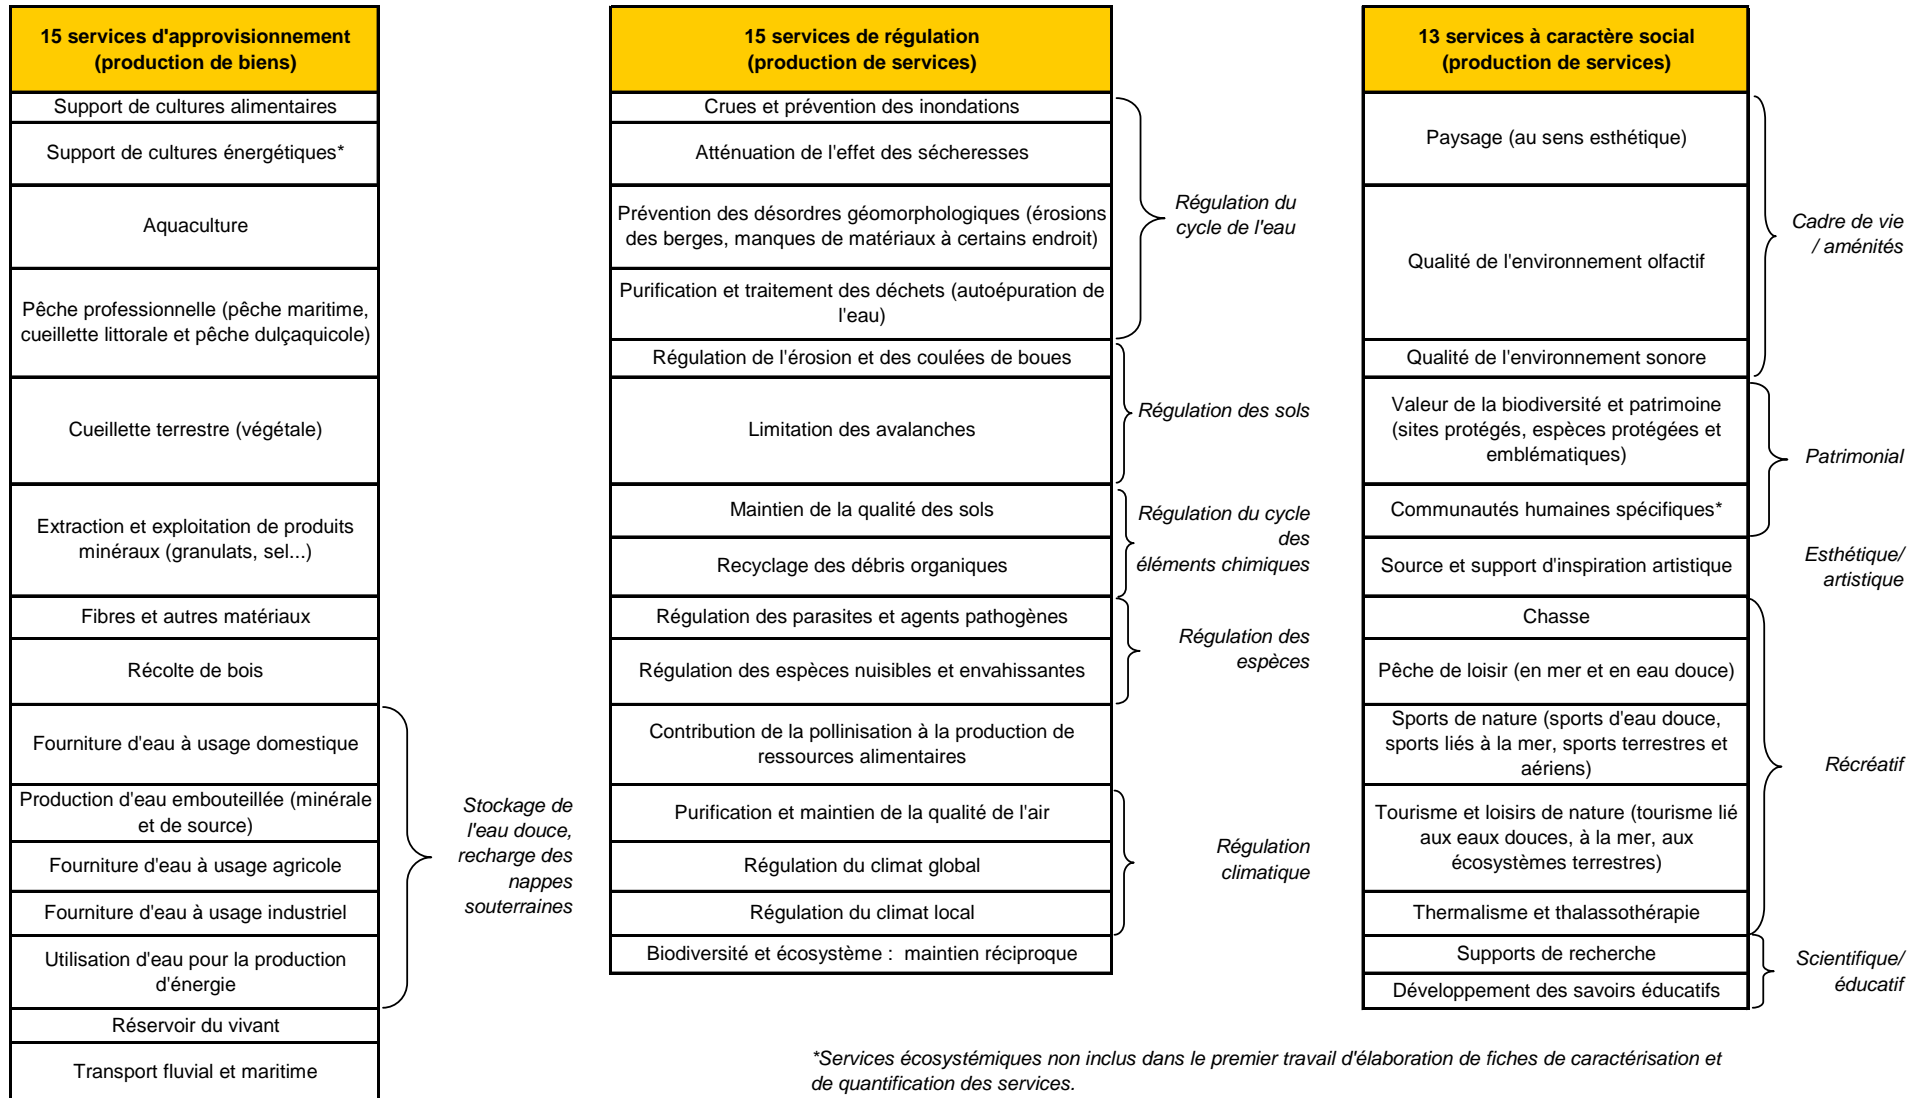 15 services d'approvisionnement
(production de biens)
Support de cultures alimentaires
Support de cultures énergétiques*
Aquaculture
Pêche professionnelle (pêche maritime,
cueillette littorale et pêche dulçaquicole)
Cueillette terrestre (végétale)
Extraction et exploitation de produits
minéraux (granulats, sel...)
Fibres et autres matériaux
Récolte de bois
Fourniture d'eau à usage domestique
Production d'eau embouteillée (minérale
et de source)
Fourniture d'eau à usage agricole
Fourniture d'eau à usage industriel
Utilisation d'eau pour la production
d'énergie
Réservoir du vivant
Transport fluvial et maritime
Stockage de
l'eau douce,
recharge des
nappes
souterraines
15 services de régulation
(production de services)
Crues et prévention des inondations
Atténuation de l'effet des sécheresses
Prévention des désordres géomorphologiques (érosions
des berges, manques de matériaux à certains endroit)
Purification et traitement des déchets (autoépuration de
l'eau)
Régulation de l'érosion et des coulées de boues
Limitation des avalanches
Maintien de la qualité des sols
Recyclage des débris organiques
Régulation des parasites et agents pathogènes
Régulation des espèces nuisibles et envahissantes
Contribution de la pollinisation à la production de
ressources alimentaires
Purification et maintien de la qualité de l'air
Régulation du climat global
Régulation du climat local
Biodiversité et écosystème : maintien réciproque
Régulation du
cycle de l'eau
Régulation des sols
Régulation du cycle
des
éléments chimiques
Régulation des
espèces
Régulation
climatique
13 services à caractère social
(production de services)
Paysage (au sens esthétique)
Qualité de l'environnement olfactif
Qualité de l'environnement sonore
Valeur de la biodiversité et patrimoine
(sites protégés, espèces protégées et
emblématiques)
Communautés humaines spécifiques*
Source et support d'inspiration artistique
Chasse
Pêche de loisir (en mer et en eau douce)
Sports de nature (sports d'eau douce,
sports liés à la mer, sports terrestres et
aériens)
Tourisme et loisirs de nature (tourisme lié
aux eaux douces, à la mer, aux
écosystèmes terrestres)
Thermalisme et thalassothérapie
Supports de recherche
Développement des savoirs éducatifs
Cadre de vie
/ aménités
Patrimonial
Esthétique/
artistique
Récréatif
Scientifique/
éducatif
*Services écosystémiques non inclus dans le premier travail d'élaboration de fiches de caractérisation et
de quantification des services.